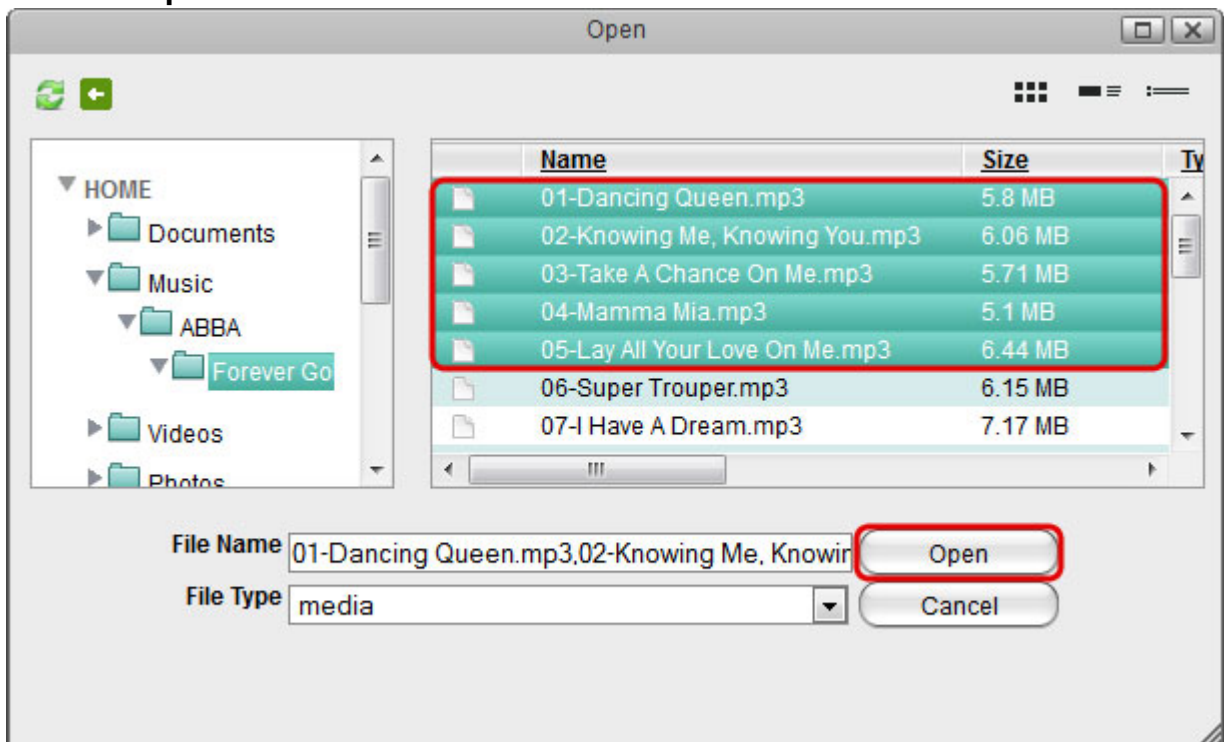 Open
HOME
Documents
Music
ABBA
Forever Go
Videos
Photos
Name Size Ty
01-Dancing Queen.mp3 5.8 MB
02-Knowing Me, Knowing You.mp3 6.06 MB
03-Take A Chance On Me.mp3 5.71 MB
04-Mamma Mia.mp3 5.1 MB
05-Lay All Your Love On Me.mp3 6.44 MB
06-Super Trouper.mp3 6.15 MB
07-I Have A Dream.mp3 7.17 MB
File Name 01-Dancing Queen.mp3,02-Knowing Me, Knowin Open
File Type media Cancel